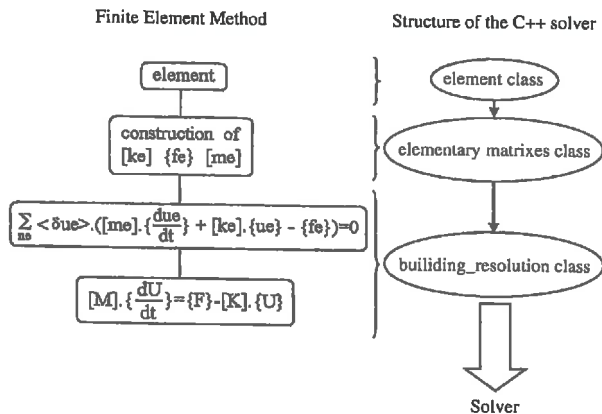 Finite Element Method
Structure of the C++ solver
element
construction of
[ke] {fe} [me]
∑ <δue>.([me].{due/dt} + [ke].{ue} - {fe})=0
ne
[M].{dU/dt}={F}-[K].{U}
element class
elementary matrixes class
builiding_resolution class
Solver